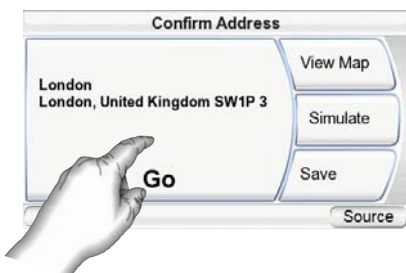 Confirm Address
London
London, United Kingdom SW1P 3
Go
View Map
Simulate
Save
Source